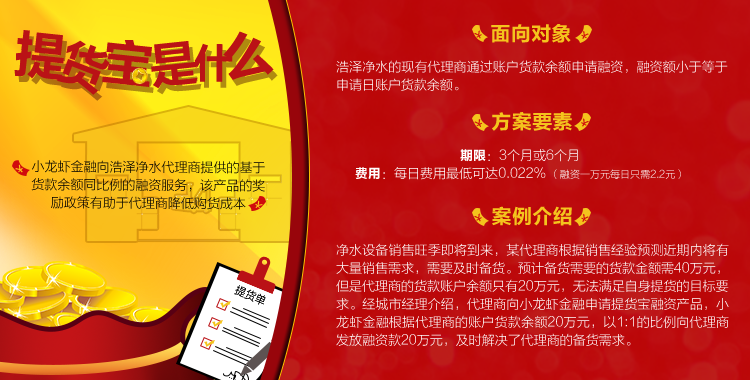 提货宝是什么
小龙虾金融向浩泽净水代理商提供的基于
货款余额同比例的融资服务，该产品的奖
励政策有助于代理商降低购货成本
提货单
面向对象
浩泽净水的现有代理商通过账户货款余额申请融资，融资额小于等于
申请日账户货款余额。
方案要素
期限：3个月或6个月
费用：每日费用最低可达0.022%（融资一万元每日只需2.2元）
案例介绍
净水设备销售旺季即将到来，某代理商根据销售经验预测近期内将有
大量销售需求，需要及时备货。预计备货需要的货款金额需40万元，
但是代理商的货款账户余额只有20万元，无法满足自身提货的目标要
求。经城市经理介绍，代理商向小龙虾金融申请提货宝融资产品，小
龙虾金融根据代理商的账户货款余额20万元，以1:1的比例向代理商
发放融资款20万元，及时解决了代理商的备货需求。